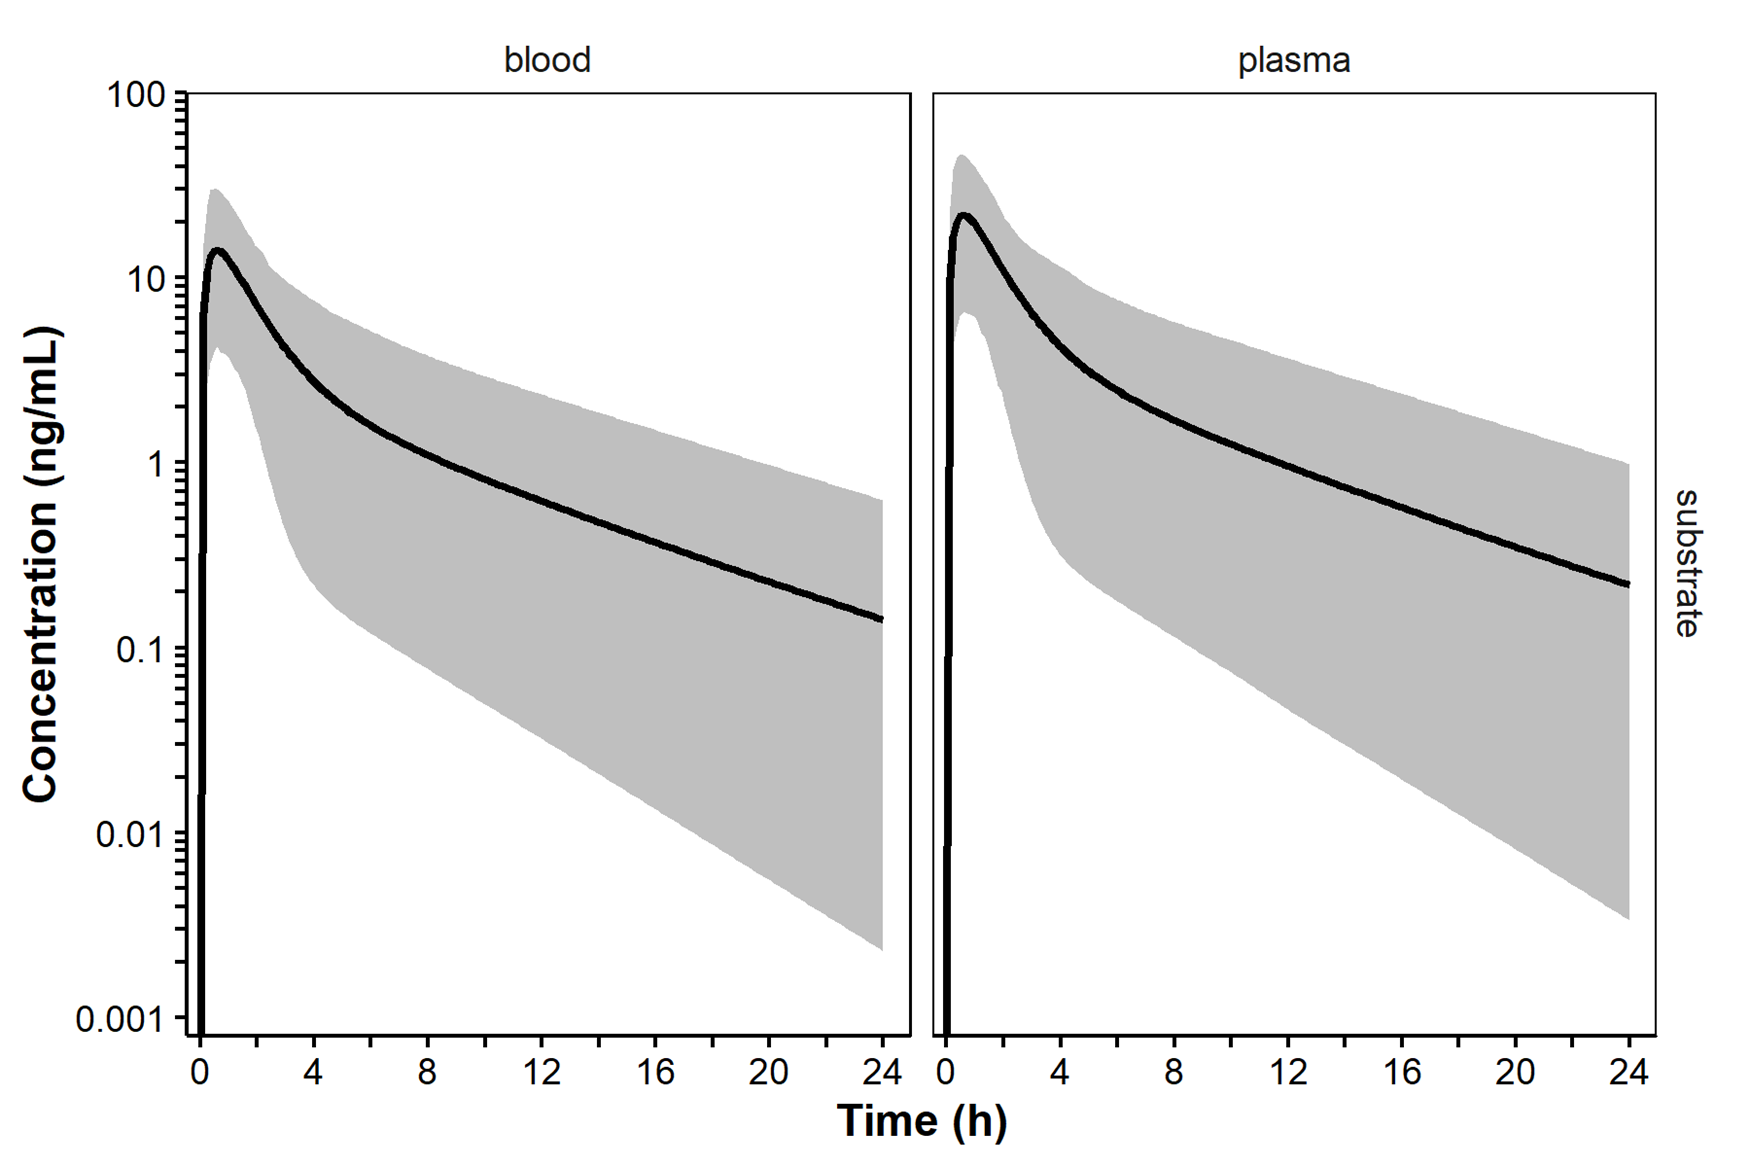 blood
plasma
Concentration (ng/mL)
100
10
1
0.1
0.01
0.001
substrate
0 4 8 12 16 20 24
0 4 8 12 16 20 24
Time (h)